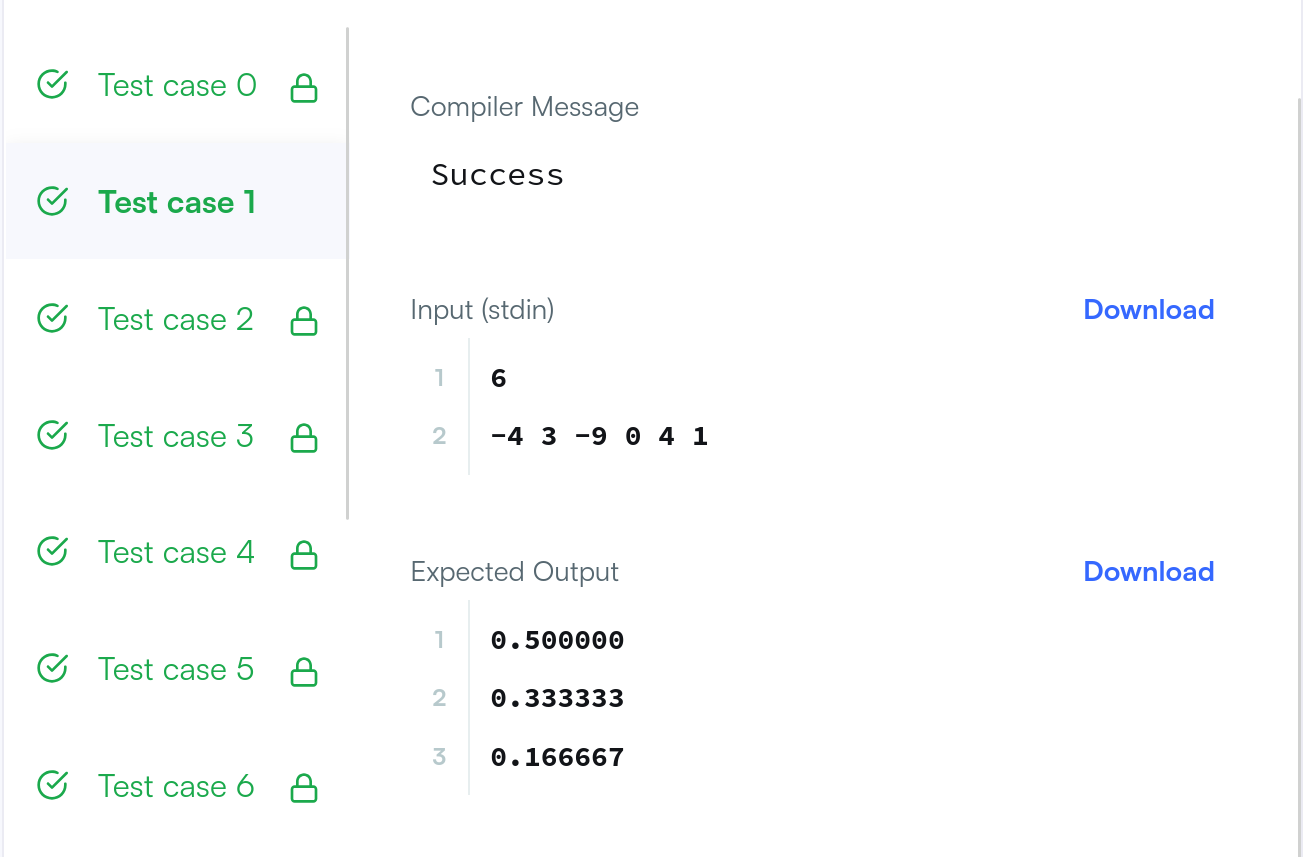 Test case 0
Test case 1
Test case 2
Test case 3
Test case 4
Test case 5
Test case 6
Compiler Message
Success
Input (stdin)
Download
1 6
2 -4 3 -9 0 4 1
Expected Output
Download
1 0.500000
2 0.333333
3 0.166667